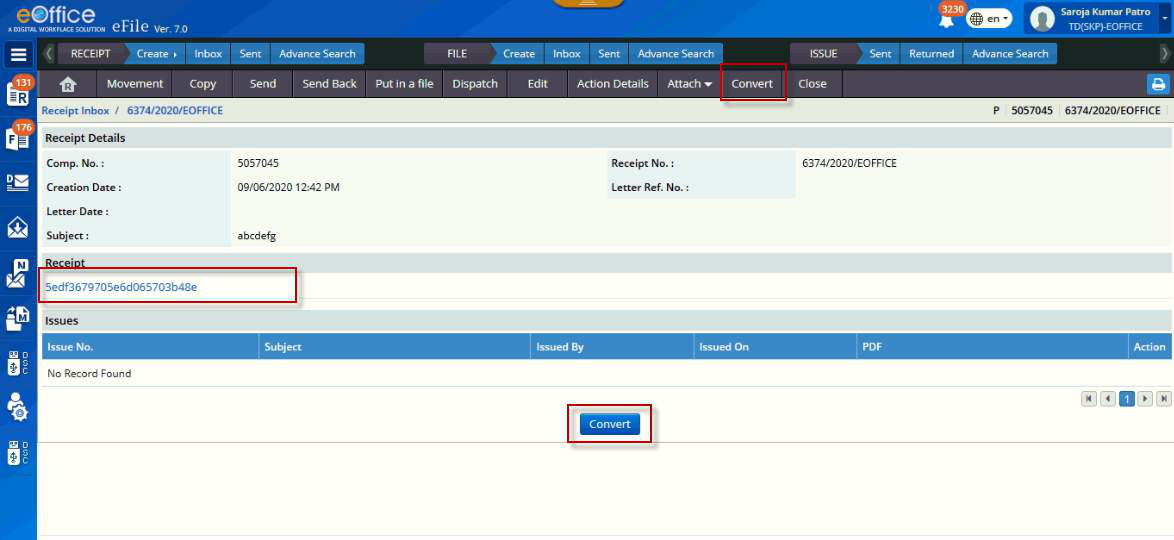 eOffice
A DIGITAL WORKPLACE SOLUTION eFile Ver. 7.0
3230
en
Saroja Kumar Patro
TD(SKP)-EOFFICE
RECEIPT Create Inbox Sent Advance Search FILE Create Inbox Sent Advance Search ISSUE Sent Returned Advance Search
R Movement Copy Send Send Back Put in a file Dispatch Edit Action Details Attach Convert Close
131
R
176
F
D
N
M
DSC
DSC
Receipt Inbox / 6374/2020/EOFFICE P 5057045 6374/2020/EOFFICE
Receipt Details
Comp. No. : 5057045 Receipt No. : 6374/2020/EOFFICE
Creation Date : 09/06/2020 12:42 PM Letter Ref. No. :
Letter Date :
Subject : abcdefg
Receipt
5edf3679705e6d065703b48e
Issues
Issue No. Subject Issued By Issued On PDF Action
No Record Found
1
Convert